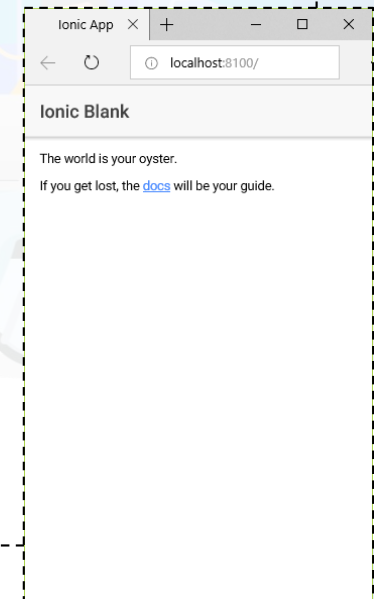 Ionic App
localhost:8100/
Ionic Blank
The world is your oyster.
If you get lost, the docs will be your guide.